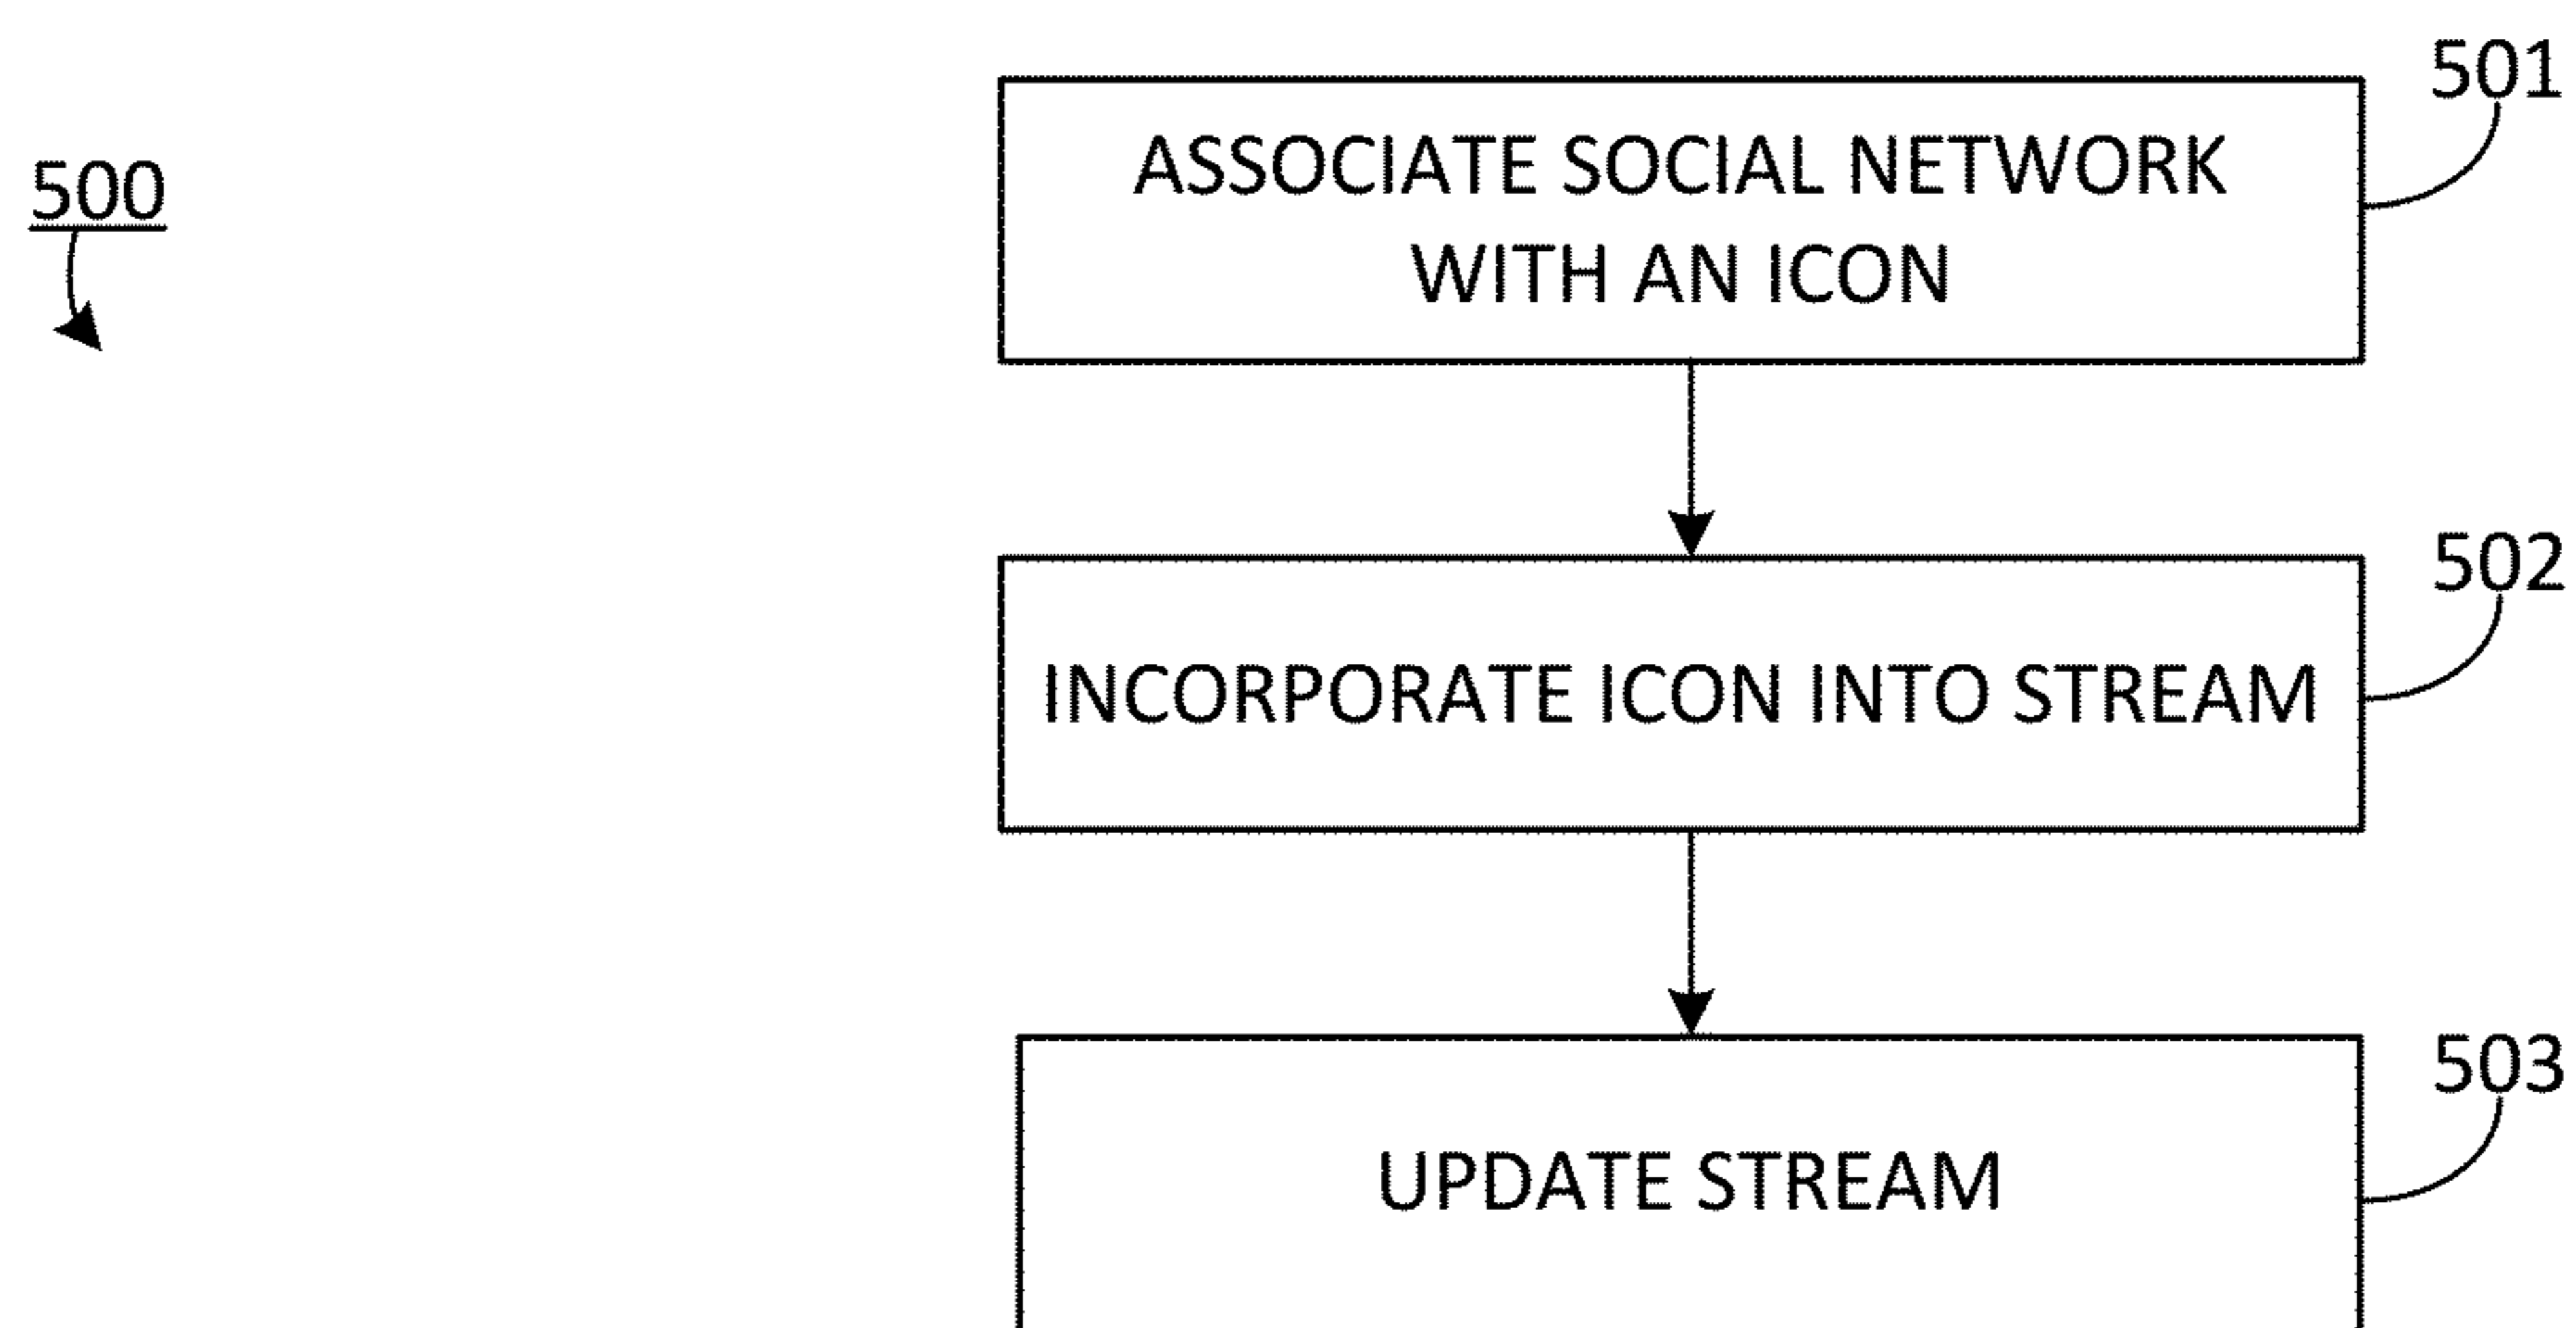 501
500
ASSOCIATE SOCIAL NETWORK
WITH AN ICON
502
INCORPORATE ICON INTO STREAM
503
UPDATE STREAM